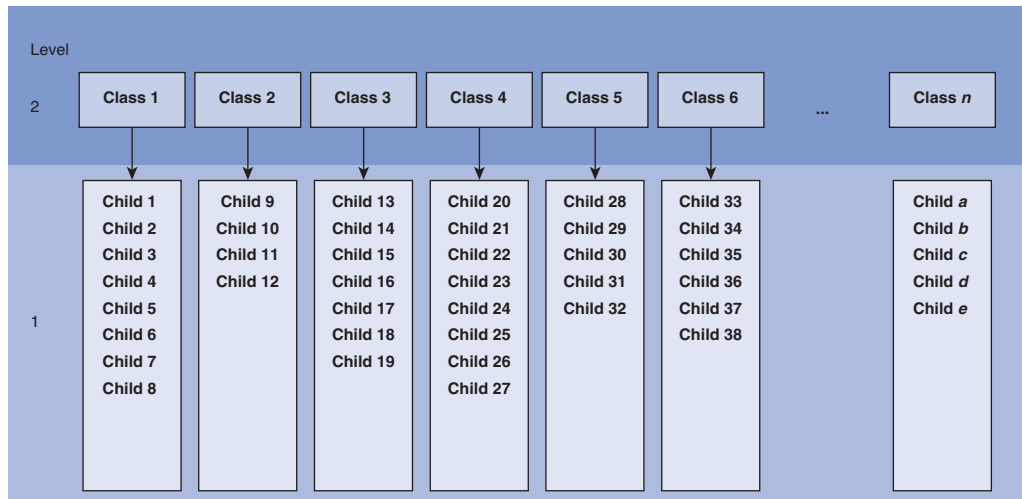 Level
2
Class 1
Class 2
Class 3
Class 4
Class 5
Class 6
...
Class n
1
Child 1
Child 2
Child 3
Child 4
Child 5
Child 6
Child 7
Child 8
Child 9
Child 10
Child 11
Child 12
Child 13
Child 14
Child 15
Child 16
Child 17
Child 18
Child 19
Child 20
Child 21
Child 22
Child 23
Child 24
Child 25
Child 26
Child 27
Child 28
Child 29
Child 30
Child 31
Child 32
Child 33
Child 34
Child 35
Child 36
Child 37
Child 38
Child a
Child b
Child c
Child d
Child e